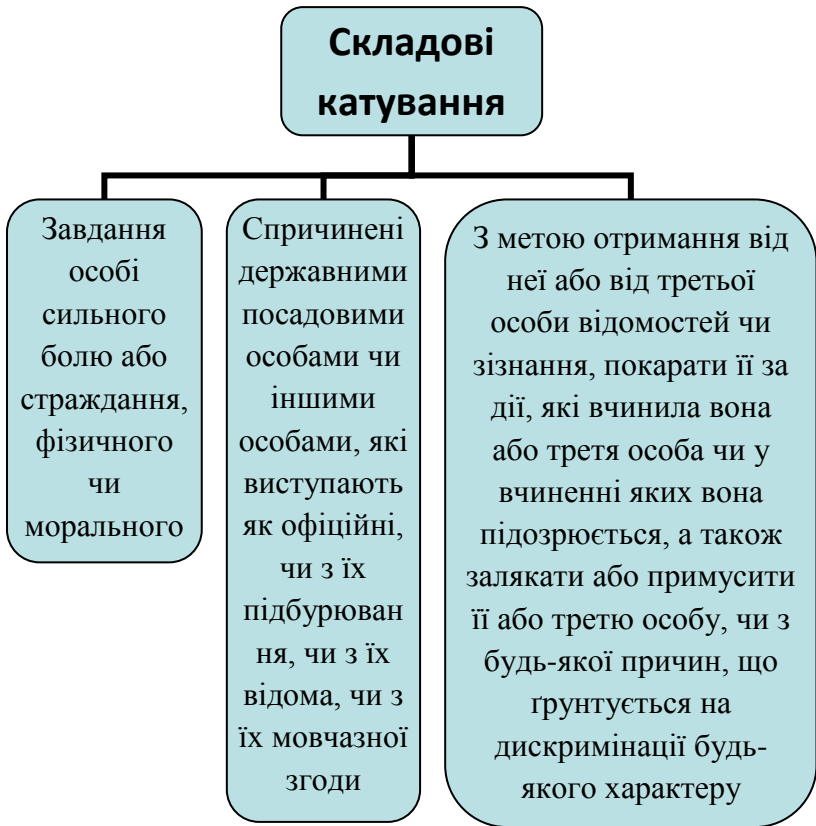 Складові
катування
Завдання
особі
сильного
болю або
страждання,
фізичного
чи
морального
Спричинені
державними
посадовими
особами чи
іншими
особами, які
виступають
як офіційні,
чи з їх
підбурюван
ня, чи з їх
відома, чи з
їх мовчазної
згоди
З метою отримання від
неї або від третьої
особи відомостей чи
зізнання, покарати її за
дії, які вчинила вона
або третя особа чи у
вчиненні яких вона
підозрюється, а також
залякати або примусити
її або третю особу, чи з
будь-якої причин, що
ґрунтується на
дискримінації будь-
якого характеру